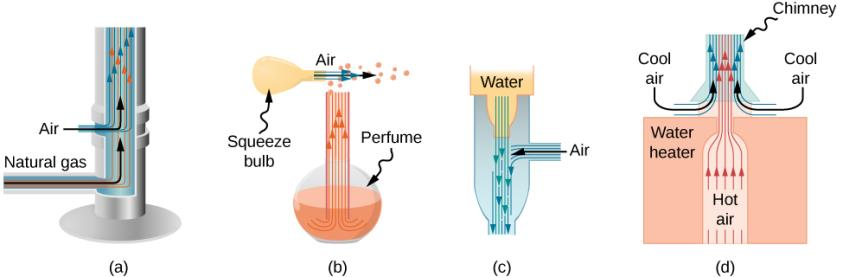 Air
Natural gas
(a)
Air
Squeeze
bulb
Perfume
(b)
Water
Air
(c)
Chimney
Cool
air
Cool
air
Water
heater
Hot
air
(d)